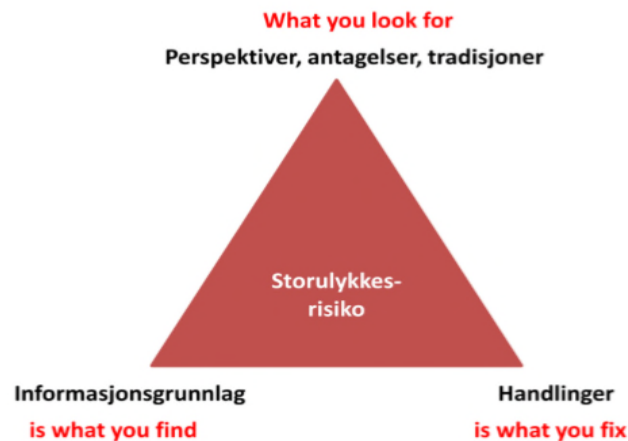 What you look for
Perspektiver, antagelser, tradisjoner
Storulykkes-
risiko
Informasjonsgrunnlag
is what you find
Handlinger
is what you fix